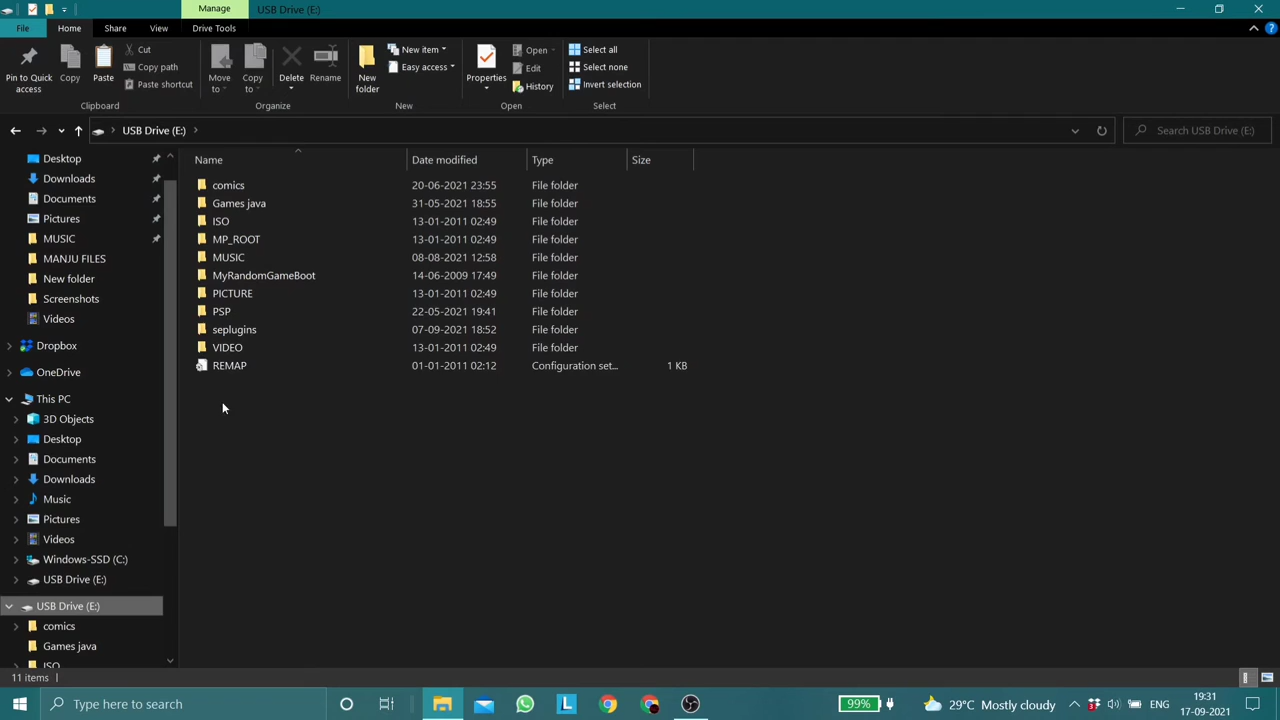 Manage USB Drive (E:)
File Home Share View Drive Tools
Pin to Quick access
Copy
Paste
Cut
Copy path
Paste shortcut
Clipboard
Move to
Copy to
Delete
Rename
Organize
New folder
New item
Easy access
New
Properties
Open
Edit
History
Open
Select all
Select none
Invert selection
Select
USB Drive (E:)
Search USB Drive (E:)
Desktop
Downloads
Documents
Pictures
MUSIC
MANJU FILES
New folder
Screenshots
Videos
Dropbox
OneDrive
This PC
3D Objects
Desktop
Documents
Downloads
Music
Pictures
Videos
Windows-SSD (C:)
USB Drive (E:)
USB Drive (E:)
comics
Games java
ISO
Name Date modified Type Size
comics 20-06-2021 23:55 File folder
Games java 31-05-2021 18:55 File folder
ISO 13-01-2011 02:49 File folder
MP_ROOT 13-01-2011 02:49 File folder
MUSIC 08-08-2021 12:58 File folder
MyRandomGameBoot 14-06-2009 17:49 File folder
PICTURE 13-01-2011 02:49 File folder
PSP 22-05-2021 19:41 File folder
seplugins 07-09-2021 18:52 File folder
VIDEO 13-01-2011 02:49 File folder
REMAP 01-01-2011 02:12 Configuration set... 1 KB
11 items
Type here to search
L
99%
29°C Mostly cloudy
ENG
19:31
17-09-2021